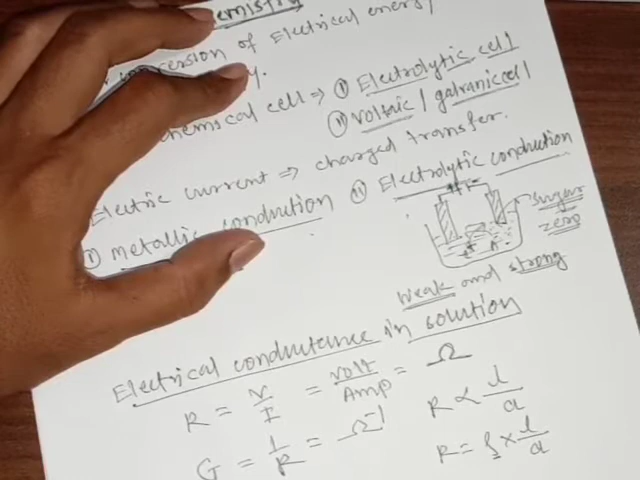 emistry
conversion of Electrical energy
y.
chemical cell ⇒ (I) Electrolytic cell
(II) voltaic / galvanic cell
Electric current ⇒ charged transfer.
(I) Metallic conduction (II) Electrolytic conduction
sugar
zero
Weak and strong
Electrical conductance in solution
R = V/I = volt/Amp = Ω
G = 1/R = Ω⁻¹
R ∝ l/a
R = ρ × l/a